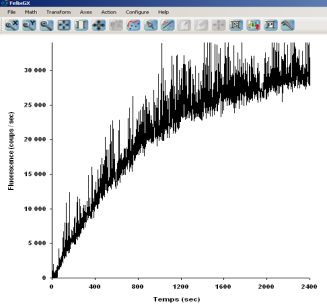 FelixGX
File Math Transform Axes Action Configure Help
30 000
25 000
20 000
15 000
10 000
5 000
0
0 400 800 1200 1600 2000 2400
Fluorescence (coups / sec)
Temps (sec)